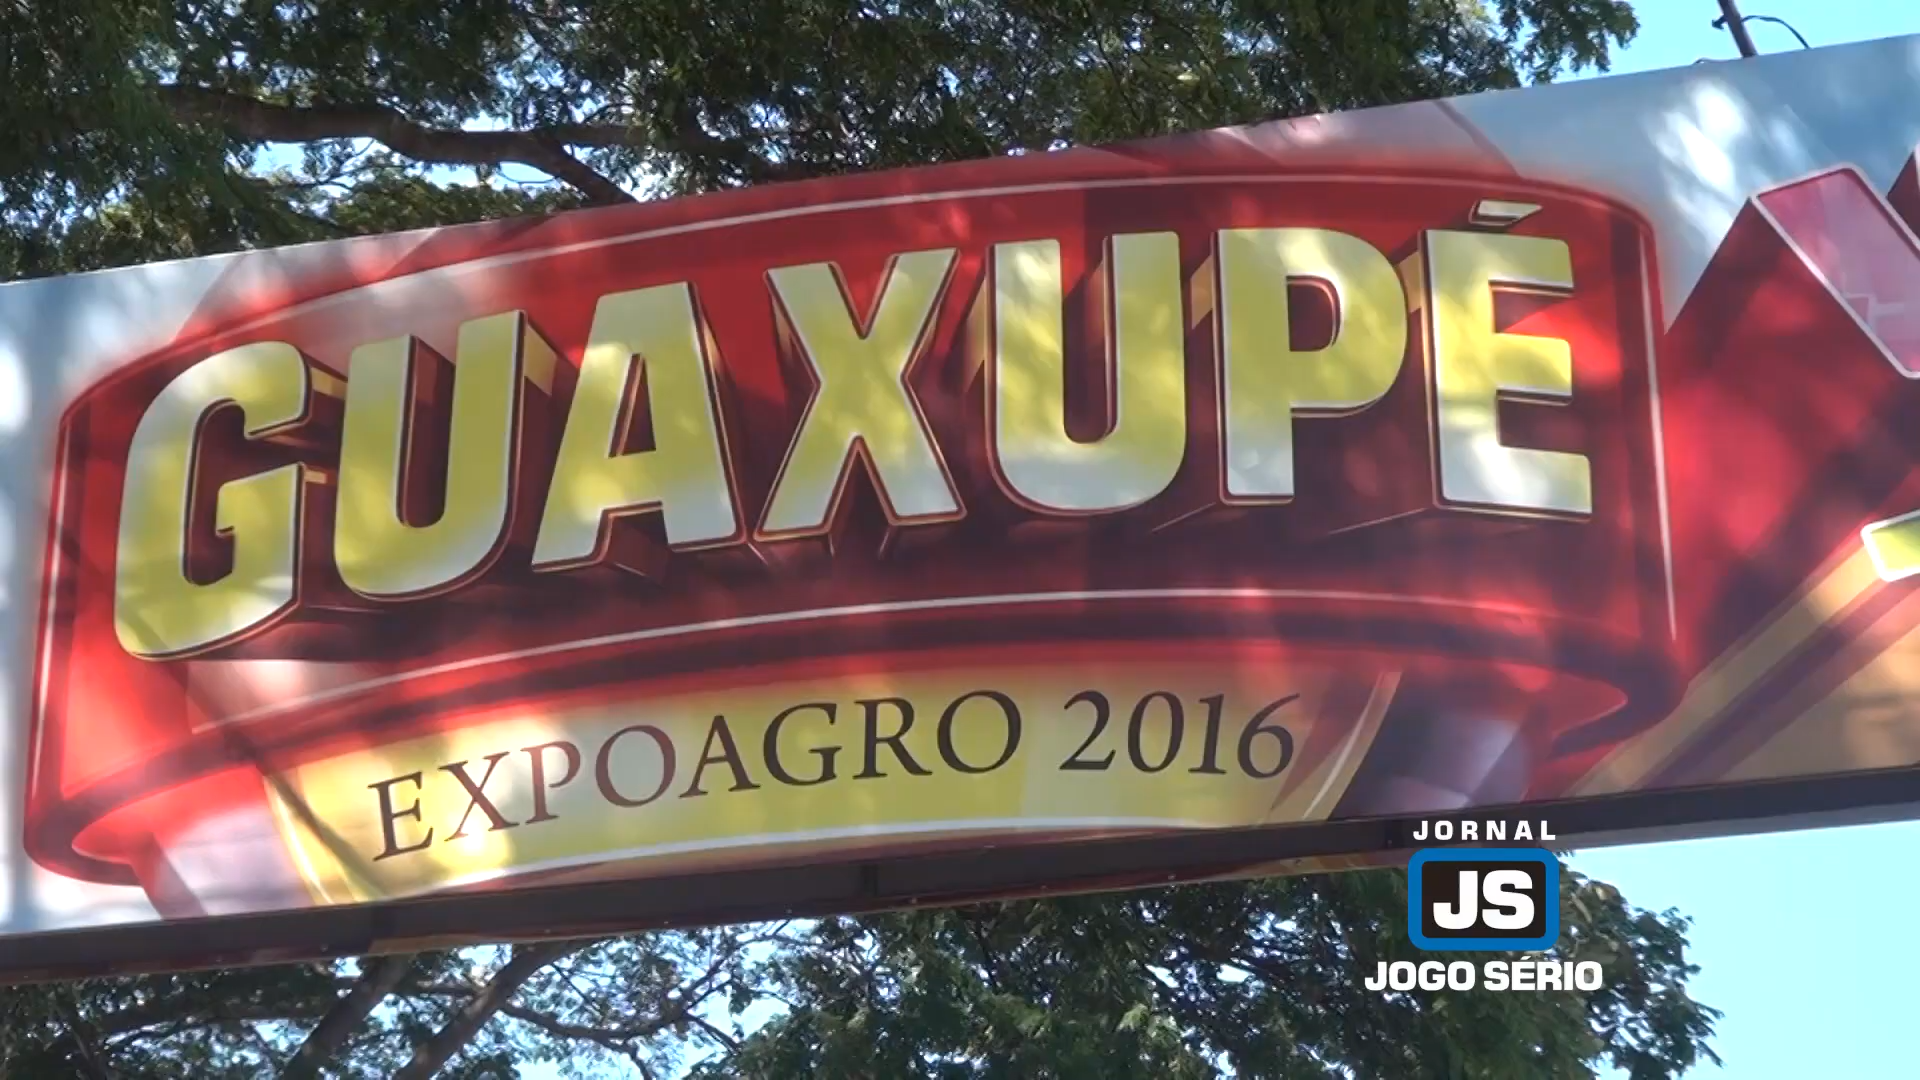 GUAXUPÉ
EXPOAGRO 2016
JORNAL
JS
JOGO SÉRIO